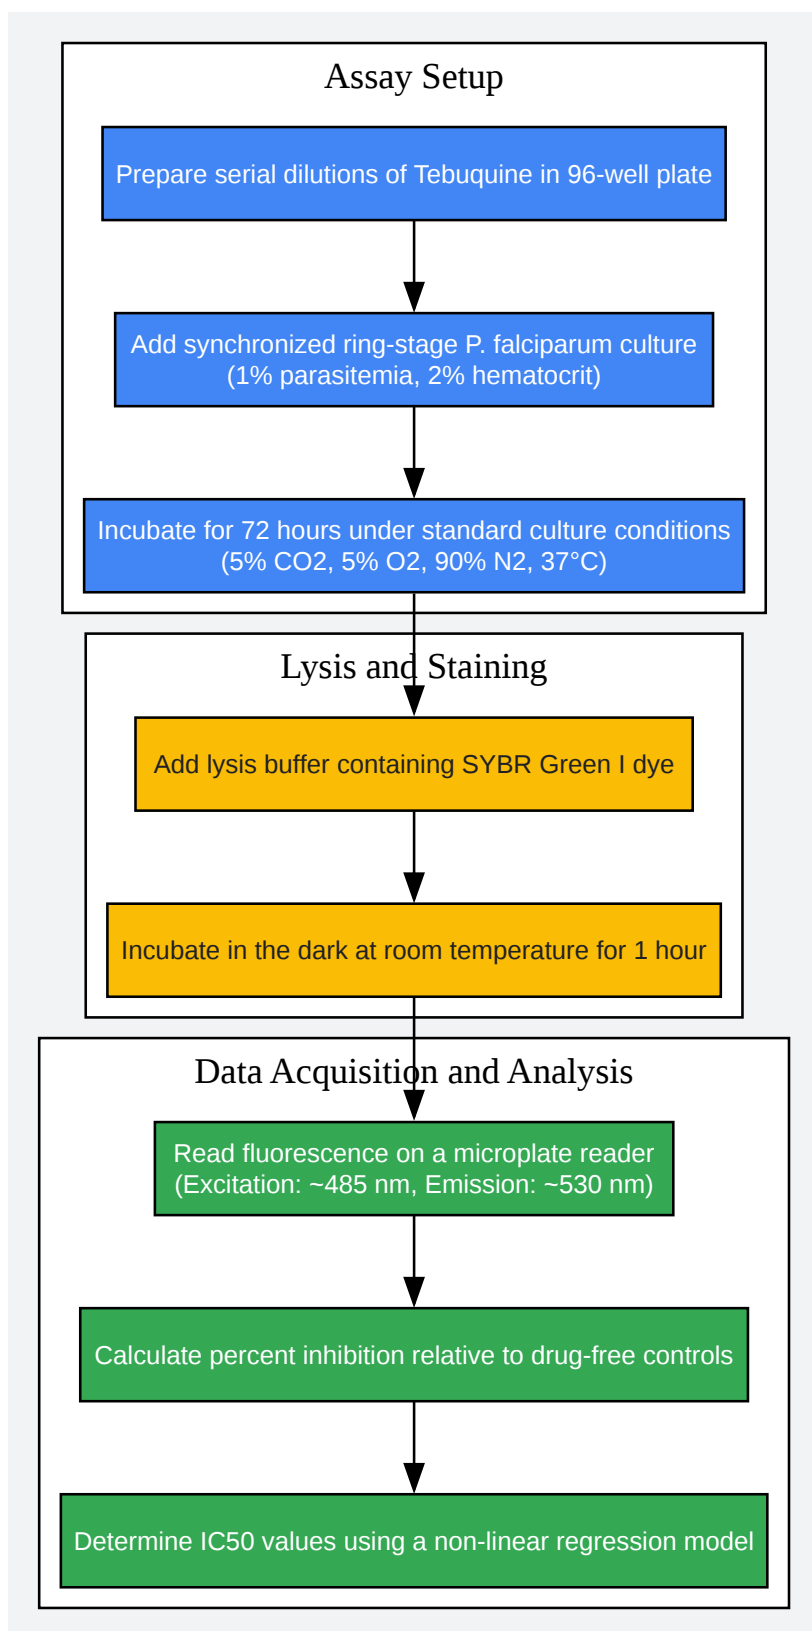 Assay Setup
Prepare serial dilutions of Tebuquine in 96-well plate
Add synchronized ring-stage P. falciparum culture
(1% parasitemia, 2% hematocrit)
Incubate for 72 hours under standard culture conditions
(5% CO2, 5% O2, 90% N2, 37°C)
Lysis and Staining
Add lysis buffer containing SYBR Green I dye
Incubate in the dark at room temperature for 1 hour
Data Acquisition and Analysis
Read fluorescence on a microplate reader
(Excitation: ~485 nm, Emission: ~530 nm)
Calculate percent inhibition relative to drug-free controls
Determine IC50 values using a non-linear regression model